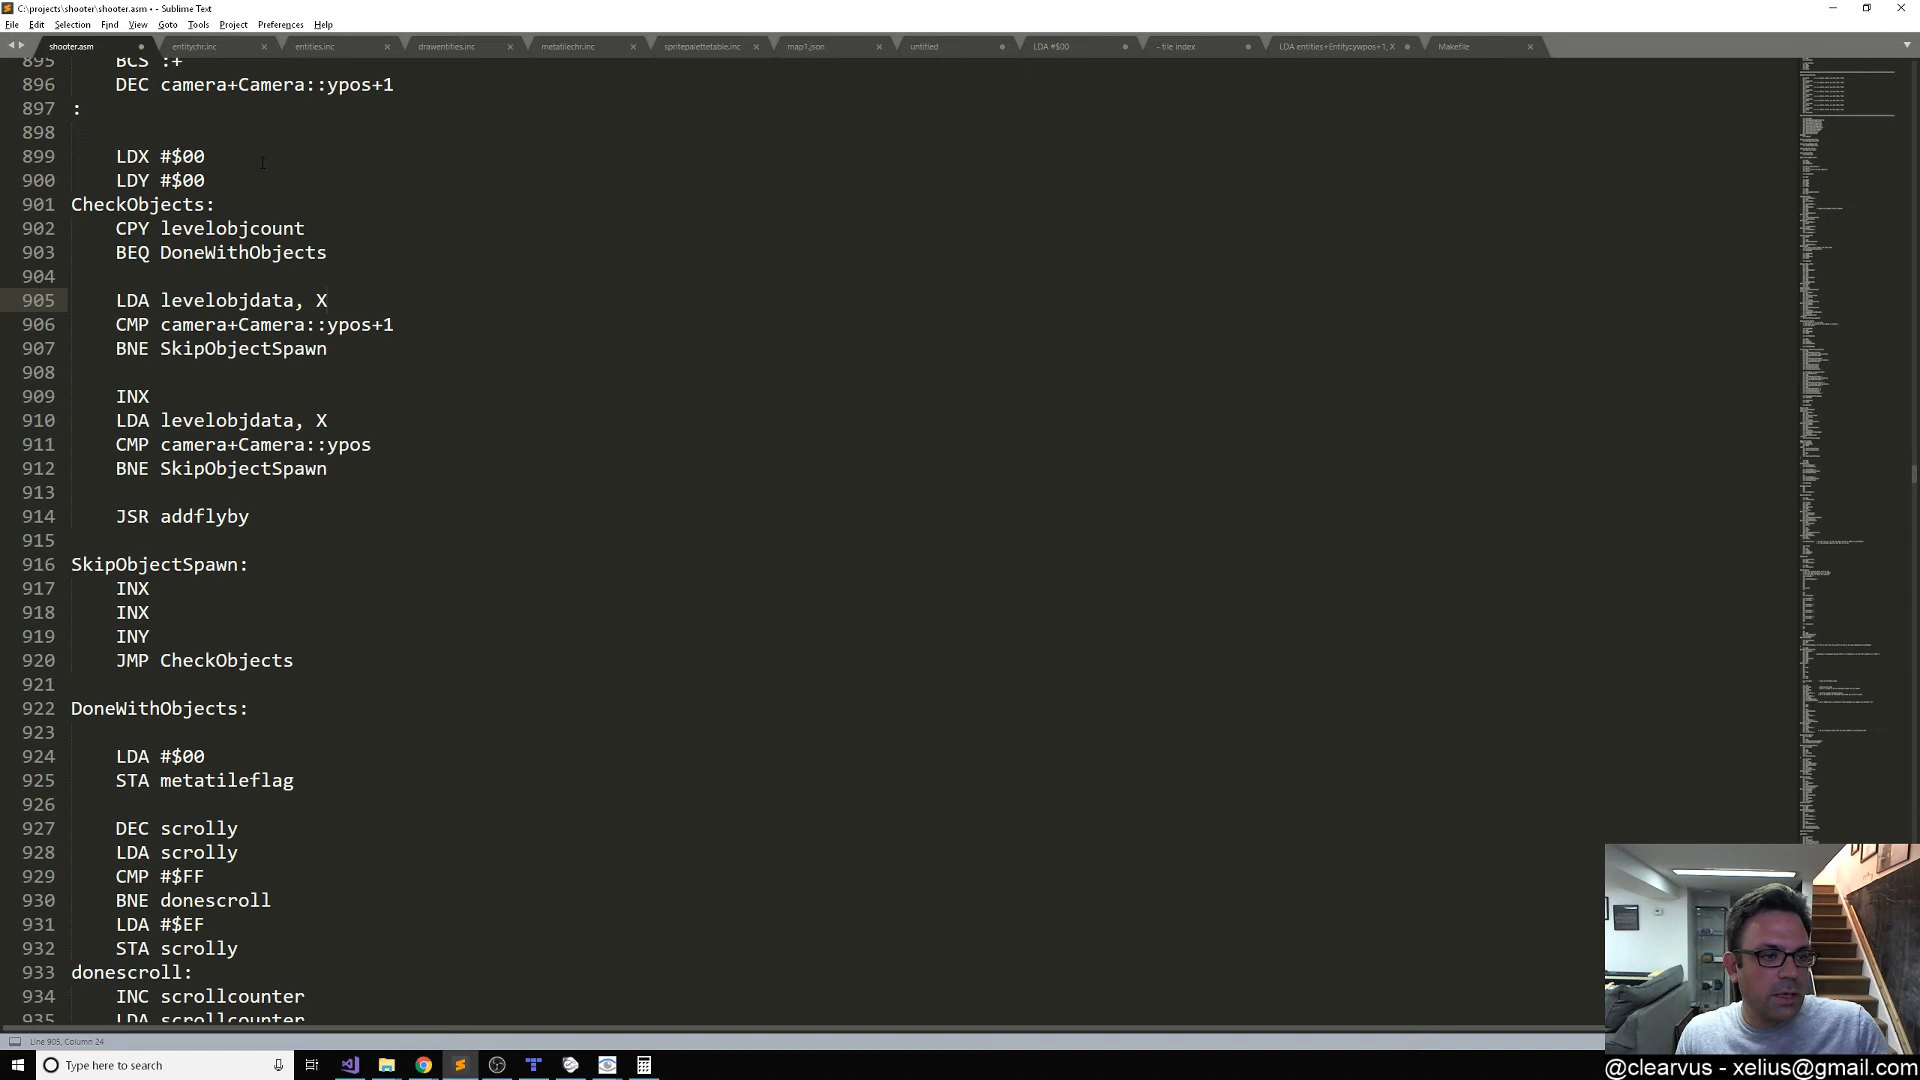 C:\projects\shooter\shooter.asm • - Sublime Text
File Edit Selection Find View Goto Tools Project Preferences Help
shooter.asm entitychr.inc entities.inc drawentities.inc metatilechr.inc spritepalettetable.inc map1.json untitled LDA #$00 - tile index LDA entities+Entity::ypos+1, X Makefile
895 BCS :+
896 DEC camera+Camera::ypos+1
897 :
898
899 LDX #$00
900 LDY #$00
901 CheckObjects:
902 CPY levelobjcount
903 BEQ DoneWithObjects
904
905 LDA levelobjdata, X
906 CMP camera+Camera::ypos+1
907 BNE SkipObjectSpawn
908
909 INX
910 LDA levelobjdata, X
911 CMP camera+Camera::ypos
912 BNE SkipObjectSpawn
913
914 JSR addflyby
915
916 SkipObjectSpawn:
917 INX
918 INX
919 INY
920 JMP CheckObjects
921
922 DoneWithObjects:
923
924 LDA #$00
925 STA metatileflag
926
927 DEC scrolly
928 LDA scrolly
929 CMP #$FF
930 BNE donescroll
931 LDA #$EF
932 STA scrolly
933 donescroll:
934 INC scrollcounter
935 LDA scrollcounter
Line 905, Column 24
Type here to search
@clearvus - xelius@gmail.com